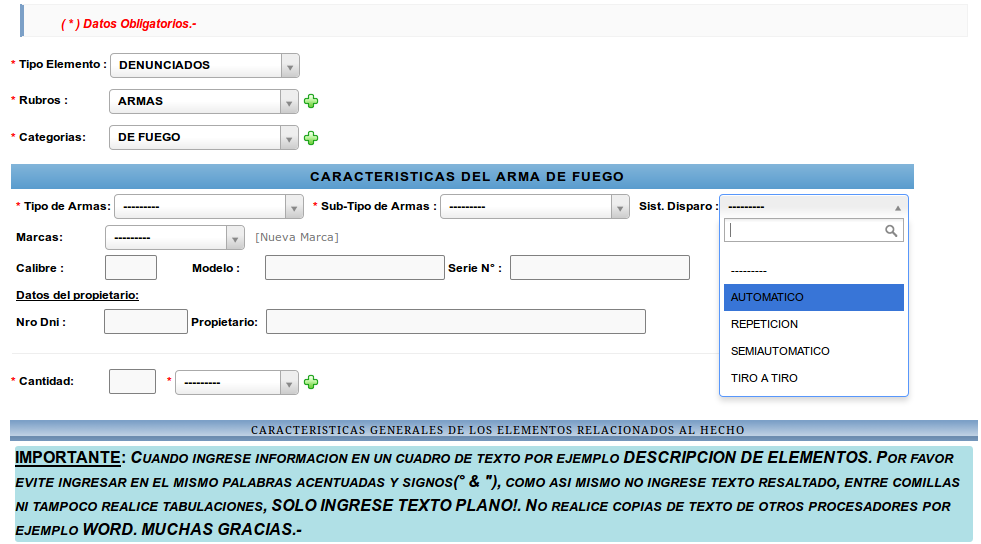 ( * ) Datos Obligatorios.-
* Tipo Elemento : DENUNCIADOS
* Rubros : ARMAS
* Categorias: DE FUEGO
CARACTERISTICAS DEL ARMA DE FUEGO
* Tipo de Armas: --------- * Sub-Tipo de Armas : --------- Sist. Disparo : ---------
Marcas: --------- [Nueva Marca]
---------
AUTOMATICO
REPETICION
SEMIAUTOMATICO
TIRO A TIRO
Calibre : Modelo : Serie N° :
Datos del propietario:
Nro Dni : Propietario:
* Cantidad: * ---------
CARACTERISTICAS GENERALES DE LOS ELEMENTOS RELACIONADOS AL HECHO
IMPORTANTE: CUANDO INGRESE INFORMACION EN UN CUADRO DE TEXTO POR EJEMPLO DESCRIPCION DE ELEMENTOS. POR FAVOR
EVITE INGRESAR EN EL MISMO PALABRAS ACENTUADAS Y SIGNOS(° & "), COMO ASI MISMO NO INGRESE TEXTO RESALTADO, ENTRE COMILLAS
NI TAMPOCO REALICE TABULACIONES, SOLO INGRESE TEXTO PLANO!. NO REALICE COPIAS DE TEXTO DE OTROS PROCESADORES POR
EJEMPLO WORD. MUCHAS GRACIAS.-